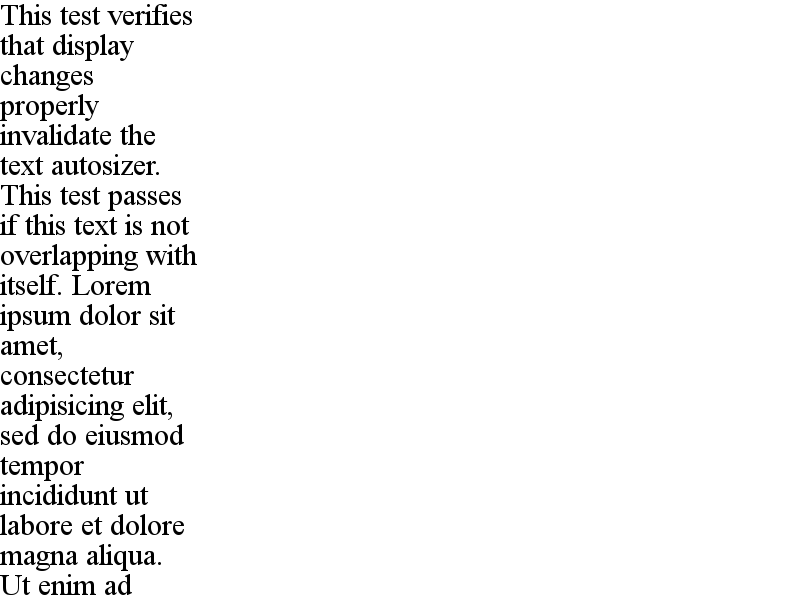 This test verifies
that display
changes
properly
invalidate the
text autosizer.
This test passes
if this text is not
overlapping with
itself. Lorem
ipsum dolor sit
amet,
consectetur
adipisicing elit,
sed do eiusmod
tempor
incididunt ut
labore et dolore
magna aliqua.
Ut enim ad